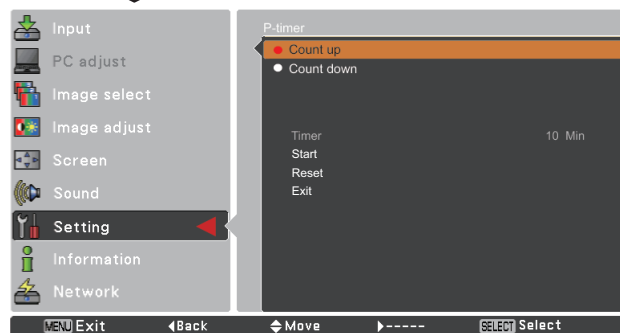 Input
PC adjust
Image select
Image adjust
Screen
Sound
Setting
Information
Network
P-timer
Count up
Count down
Timer 10 Min
Start
Reset
Exit
MENU Exit Back Move ----- SELECT Select